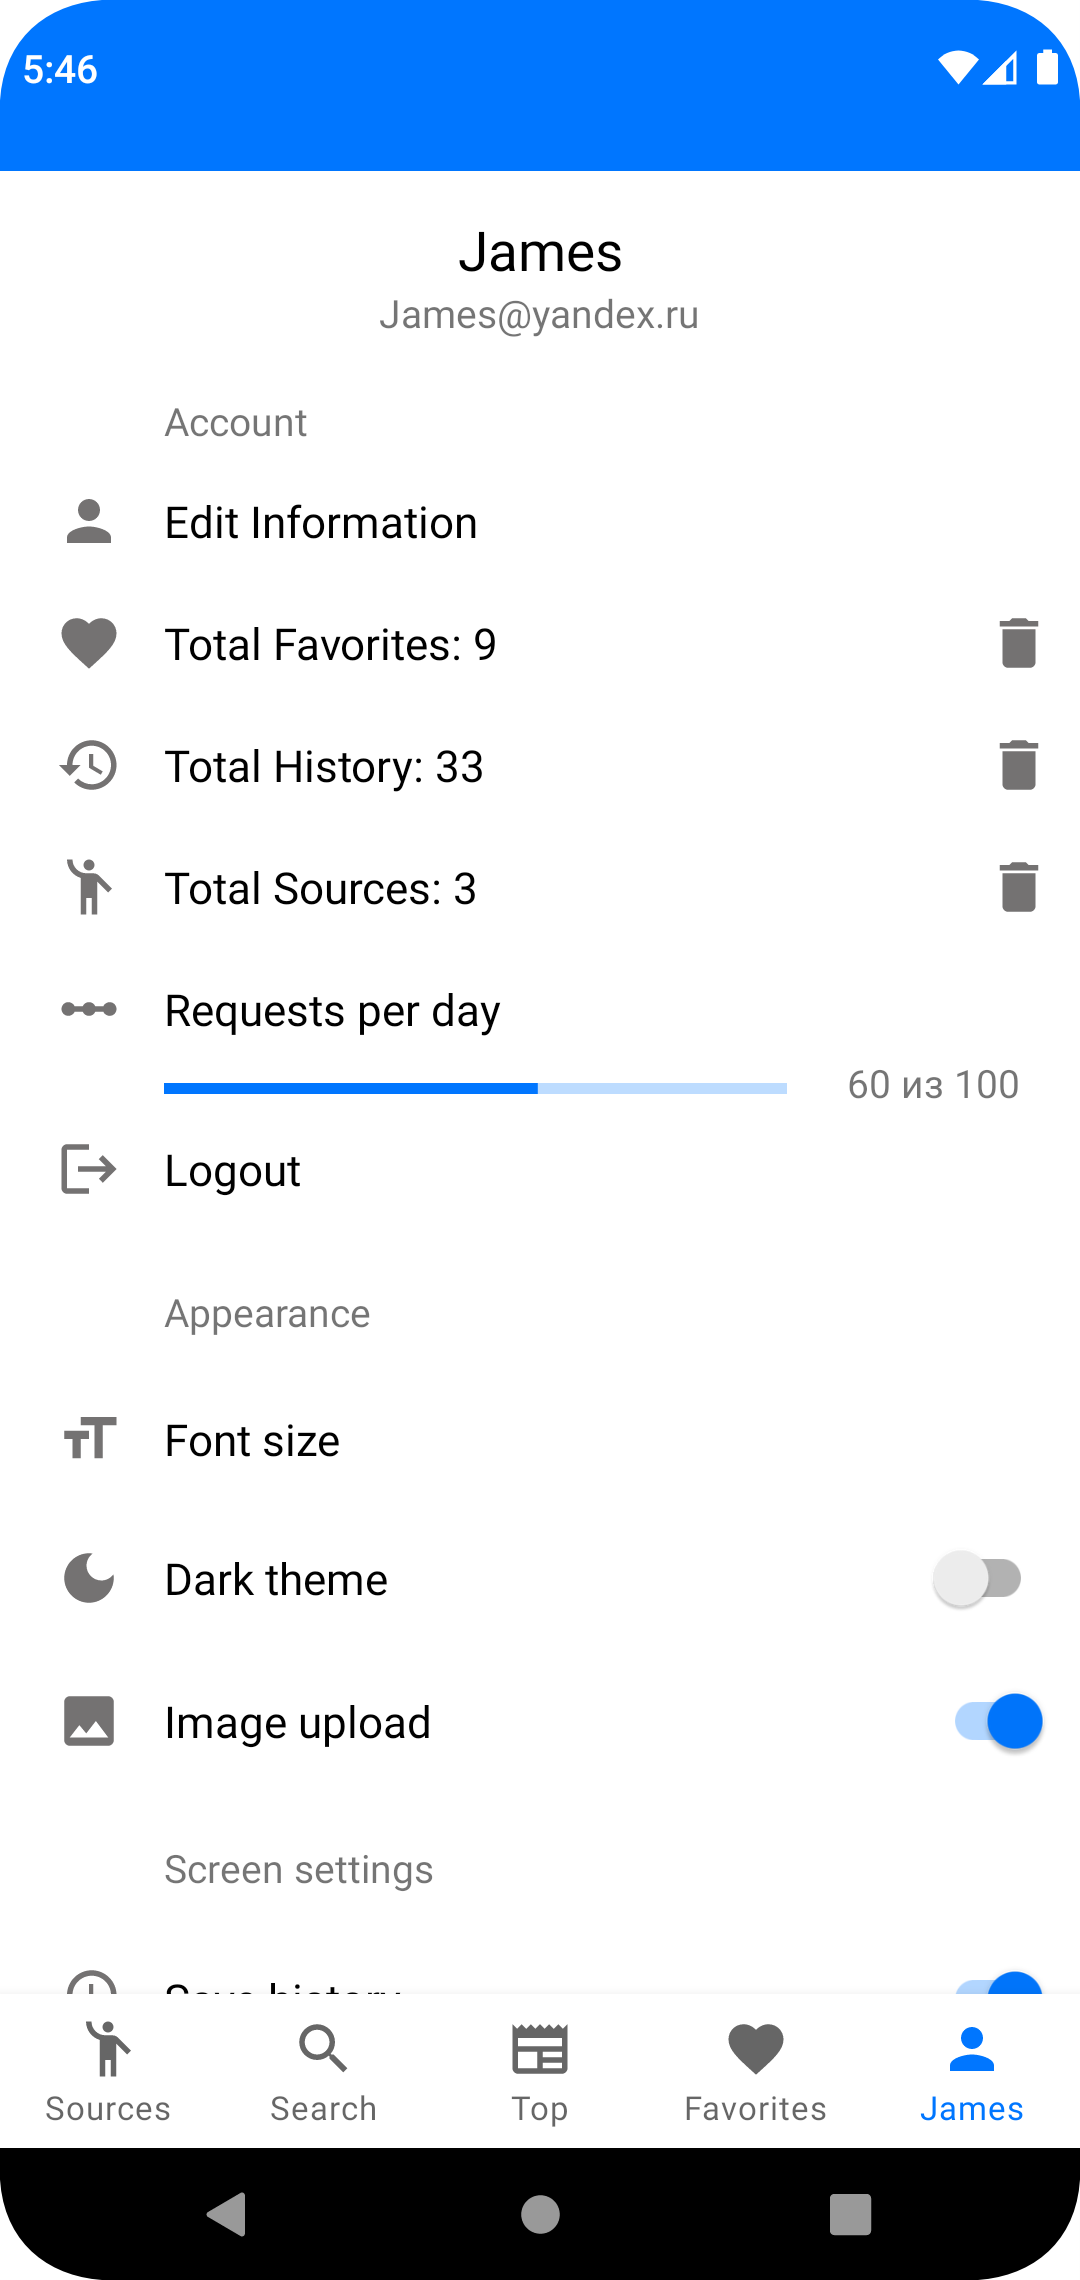 5:46
James
James@yandex.ru
Account
Edit Information
Total Favorites: 9
Total History: 33
Total Sources: 3
Requests per day
60 из 100
Logout
Appearance
Font size
Dark theme
Image upload
Screen settings
Save history
Sources
Search
Top
Favorites
James